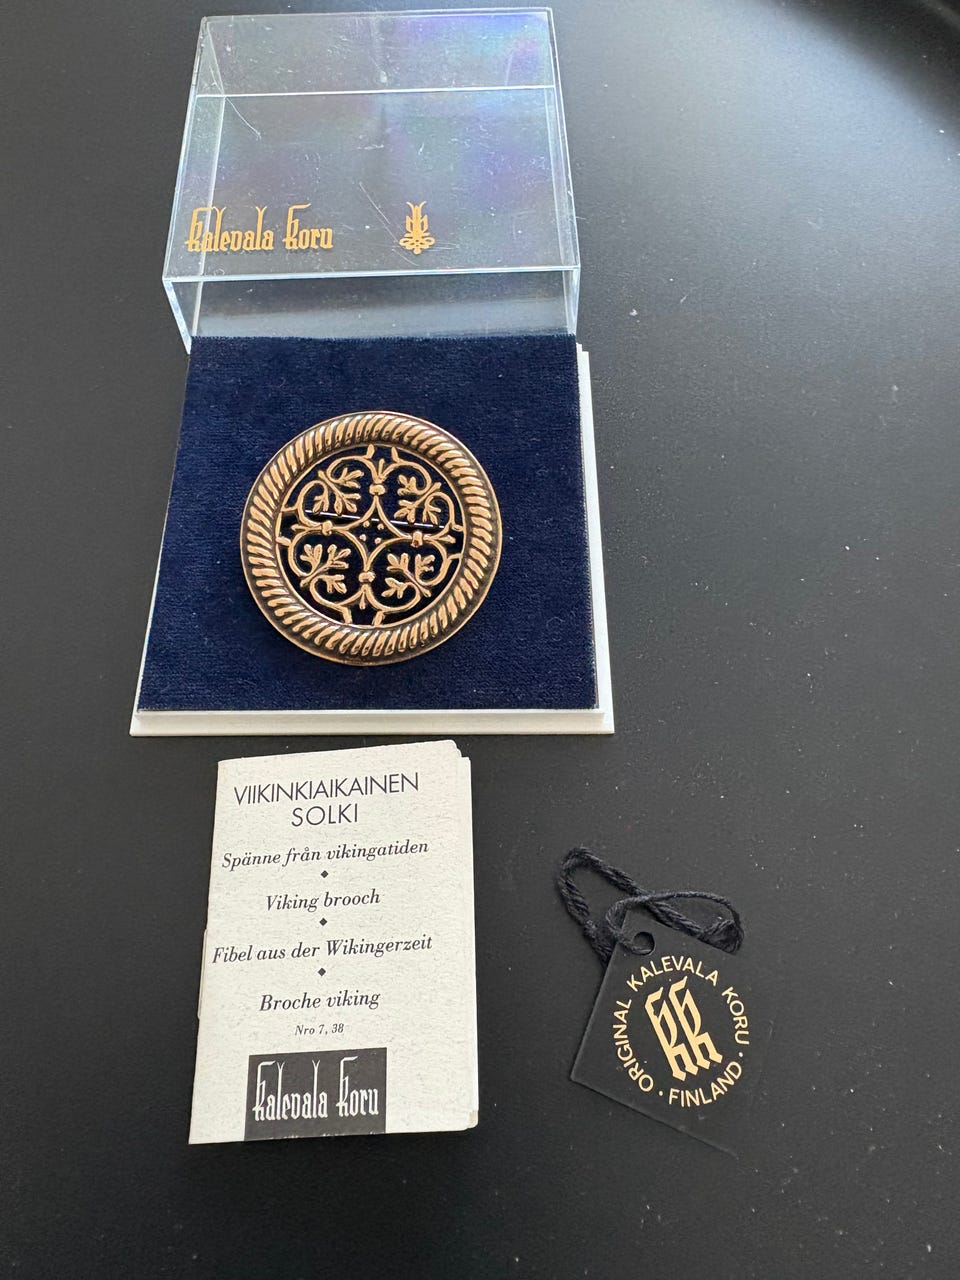 Kalevala Koru
VIIKINKIAIKAINEN
SOLKI
Spänne från vikingatiden
Viking brooch
Fibel aus der Wikingerzeit
Broche viking
Nro 7, 38
Kalevala Koru
ORIGINAL KALEVALA KORU
KK
· FINLAND ·